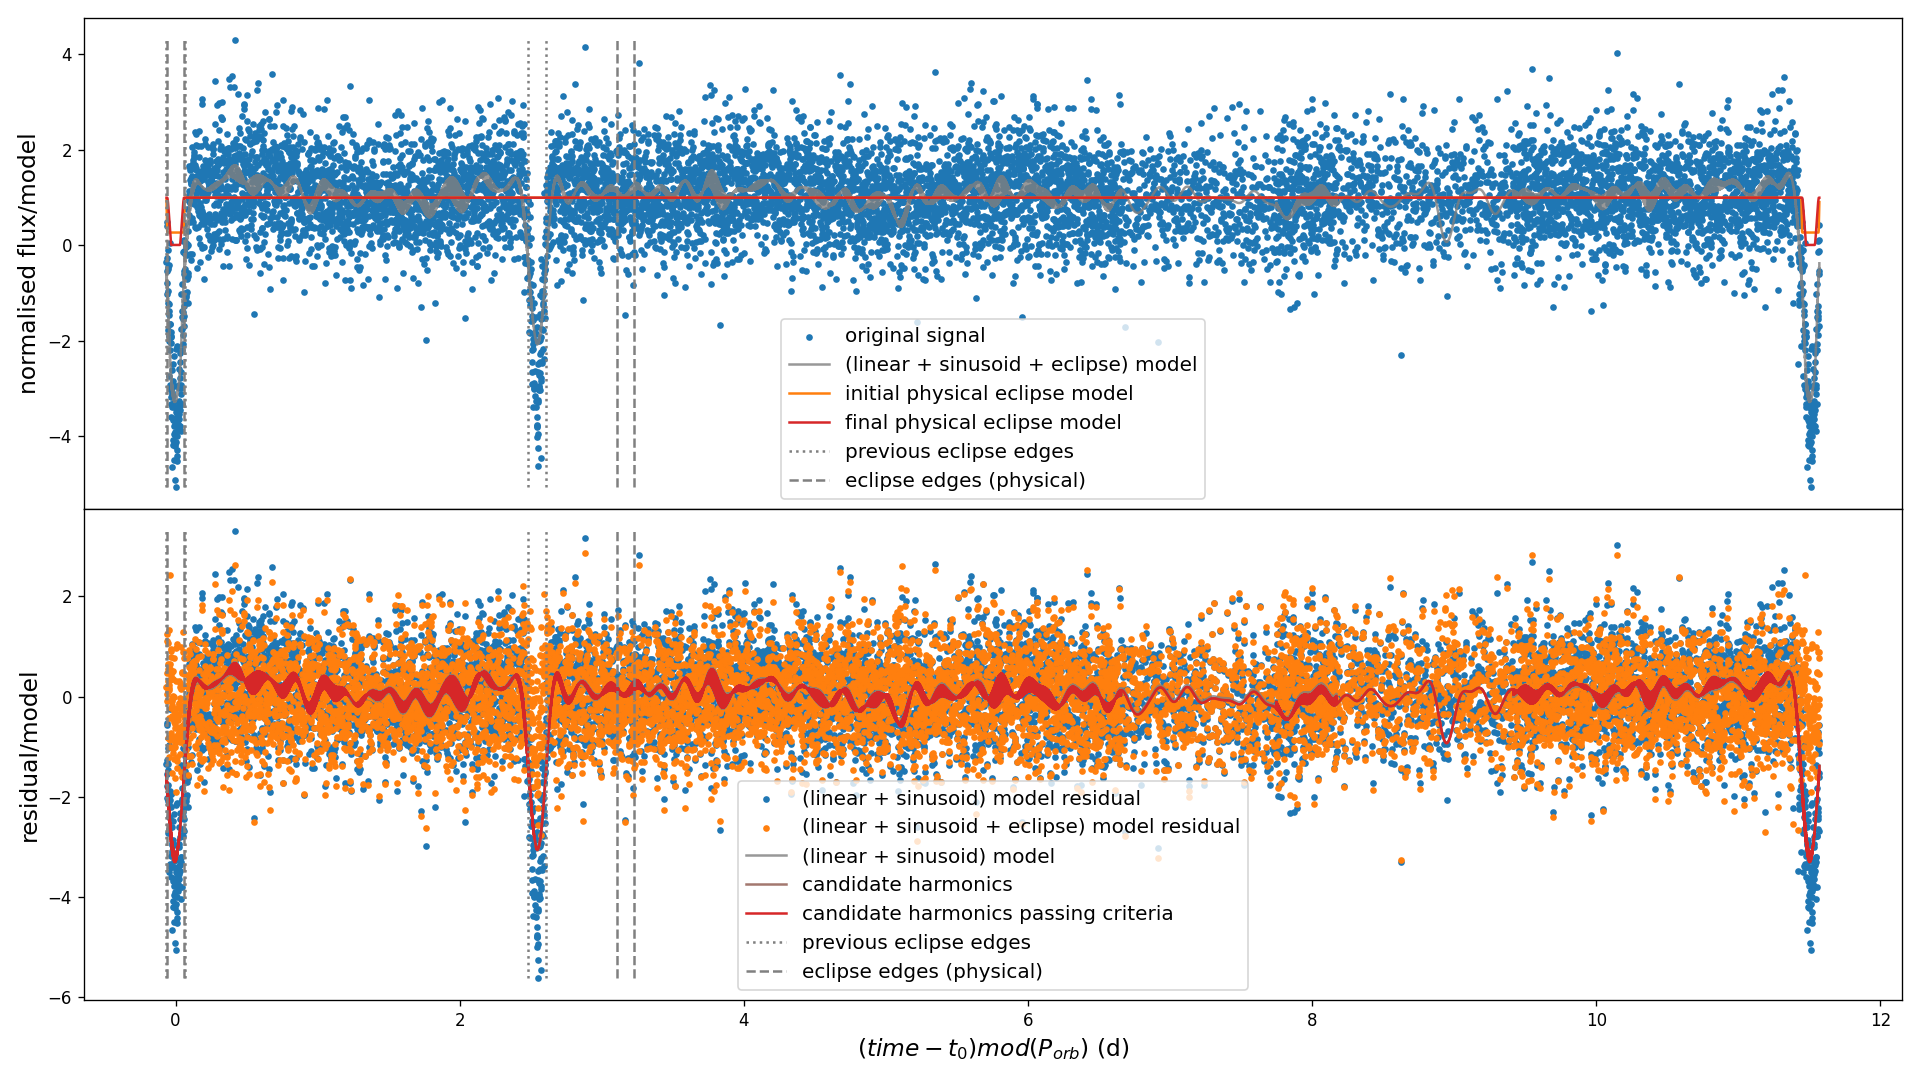 4
2
0
−2
−4
normalised flux/model
original signal
(linear + sinusoid + eclipse) model
initial physical eclipse model
final physical eclipse model
previous eclipse edges
eclipse edges (physical)
2
0
−2
−4
−6
residual/model
(linear + sinusoid) model residual
(linear + sinusoid + eclipse) model residual
(linear + sinusoid) model
candidate harmonics
candidate harmonics passing criteria
previous eclipse edges
eclipse edges (physical)
0 2 4 6 8 10 12
(time − t₀)mod(P_orb) (d)